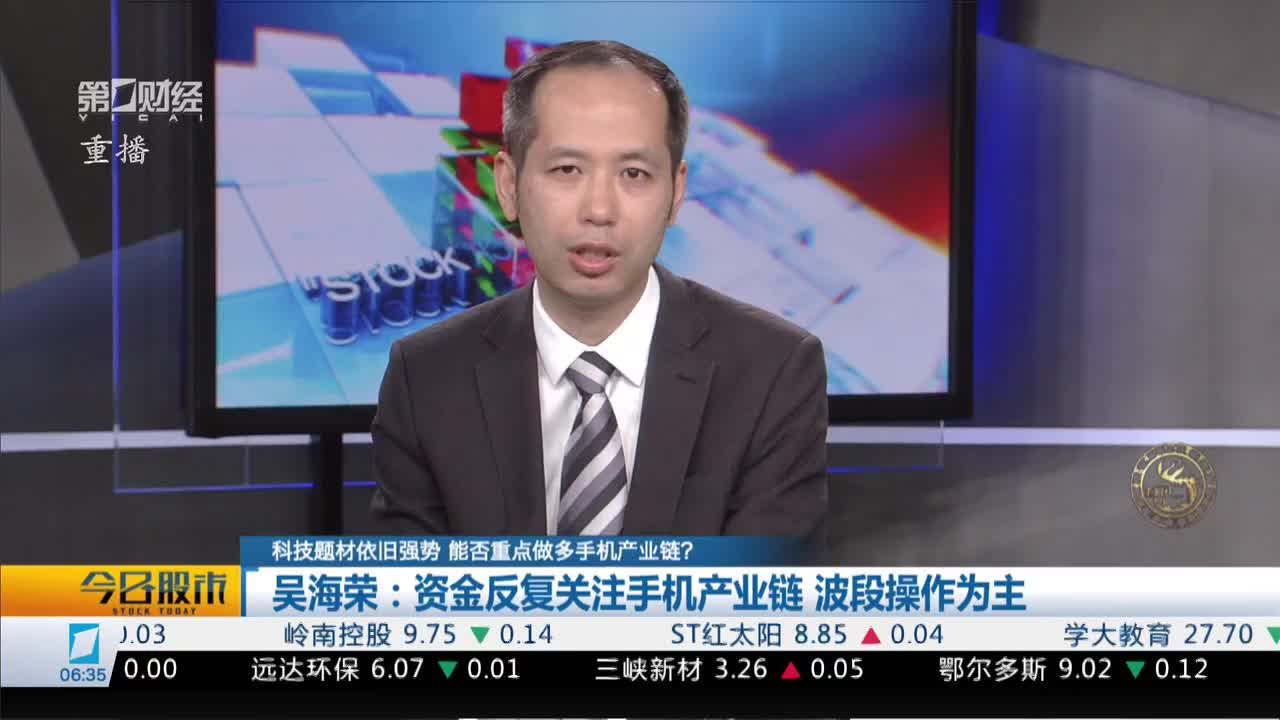 第1财经
YICAI
重播
"STOCK
科技题材依旧强势 能否重点做多手机产业链？
今日股市
STOCK TODAY
吴海荣：资金反复关注手机产业链 波段操作为主
0.03 岭南控股 9.75 ▼ 0.14 ST红太阳 8.85 ▲ 0.04 学大教育 27.70 ▼
06:35
0.00 远达环保 6.07 ▼ 0.01 三峡新材 3.26 ▲ 0.05 鄂尔多斯 9.02 ▼ 0.12